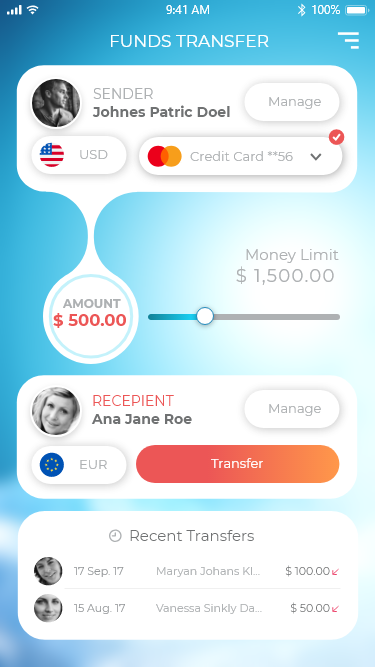 9:41 AM
100%
FUNDS TRANSFER
SENDER
Johnes Patric Doel
Manage
USD
Credit Card **56
Money Limit
$ 1,500.00
AMOUNT
$ 500.00
RECEPIENT
Ana Jane Roe
Manage
EUR
Transfer
Recent Transfers
17 Sep. 17 Maryan Johans Kl... $ 100.00
15 Aug. 17 Vanessa Sinkly Da... $ 50.00